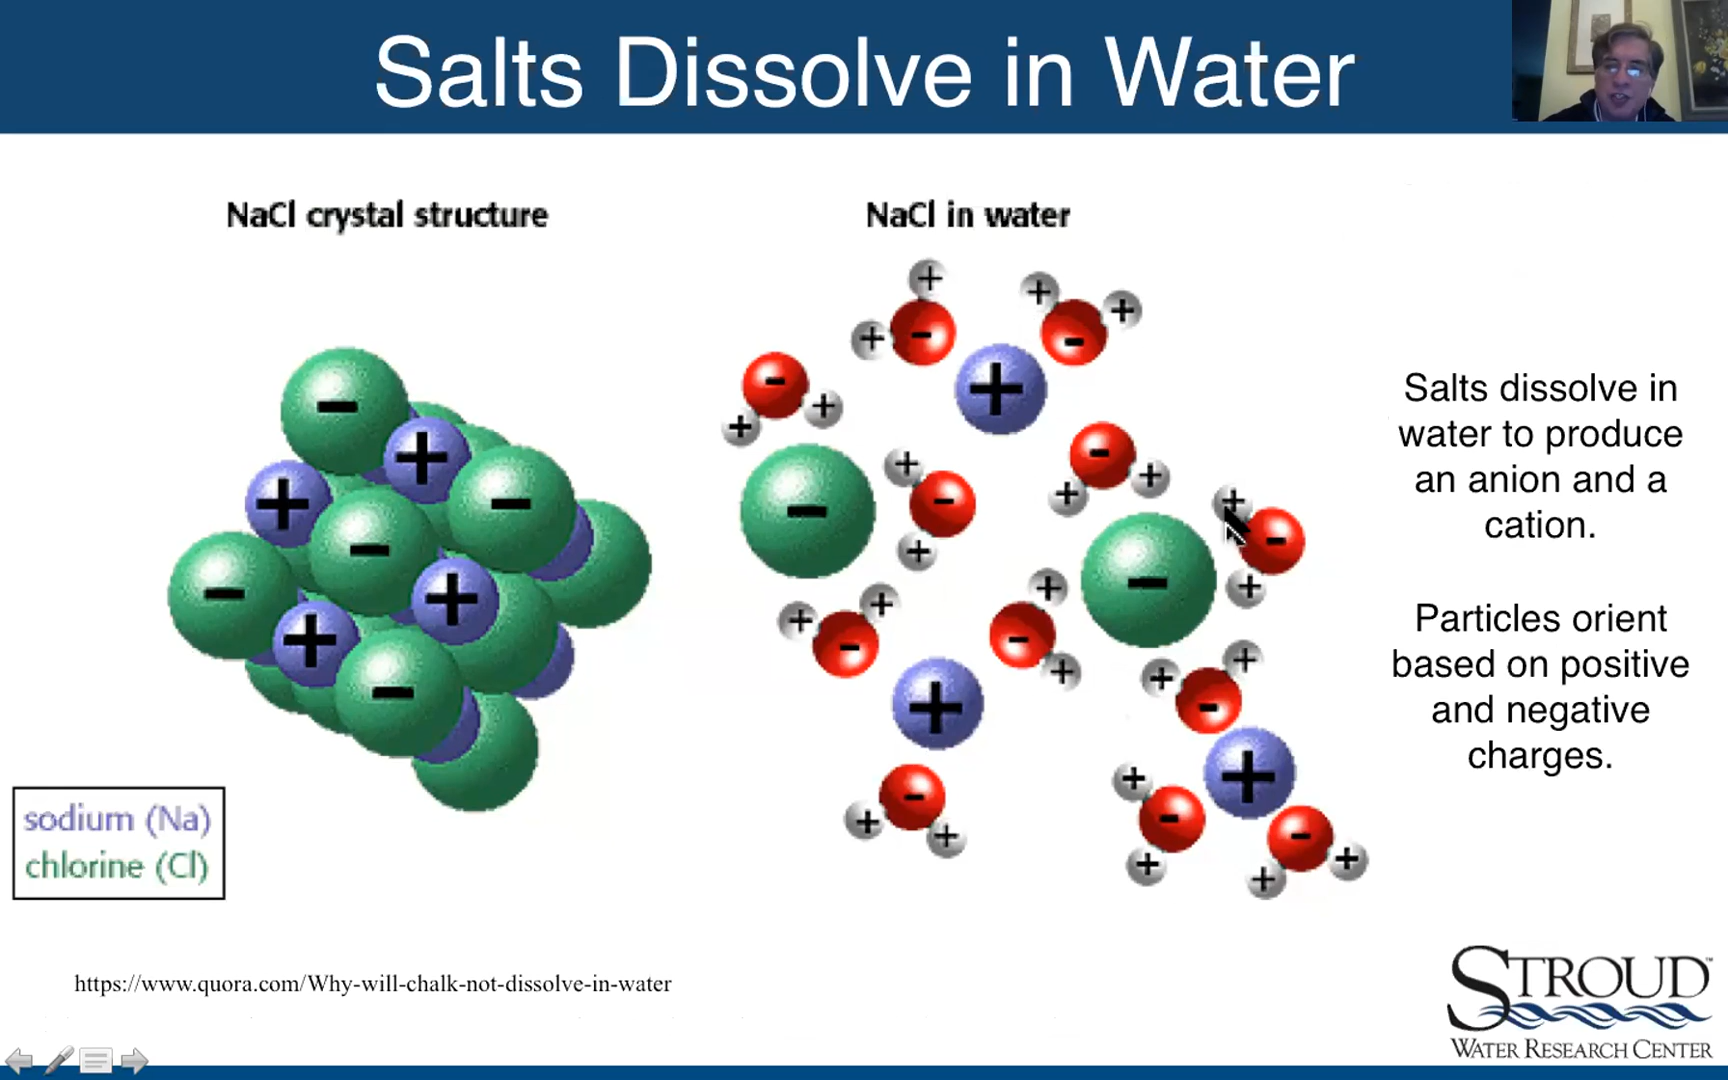 Salts Dissolve in Water
NaCl crystal structure
NaCl in water
Salts dissolve in
water to produce
an anion and a
cation.
Particles orient
based on positive
and negative
charges.
sodium (Na)
chlorine (Cl)
https://www.quora.com/Why-will-chalk-not-dissolve-in-water
STROUD™
WATER RESEARCH CENTER